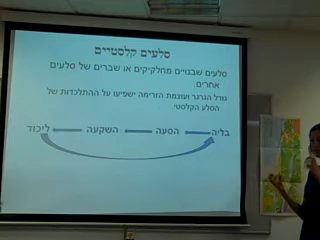 סלעים קלסטיים
סלעים שבנויים מחלקיקים או שברים של סלעים
אחרים.
גודל הגרגר ועוצמת הזרימה ישפיעו על ההתלכדות של
הסלע הקלסטי.
בליה הסעה השקעה ליכוד